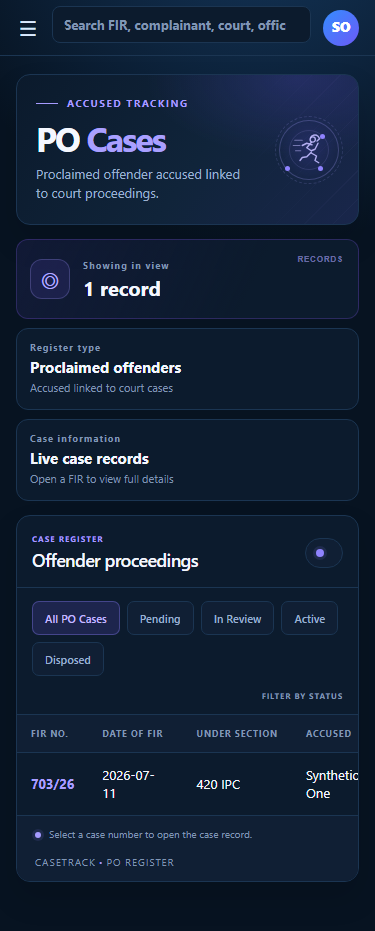 Search FIR, complainant, court, offic
SO
ACCUSED TRACKING
PO Cases
Proclaimed offender accused linked
to court proceedings.
Showing in view
RECORDS
1 record
Register type
Proclaimed offenders
Accused linked to court cases
Case information
Live case records
Open a FIR to view full details
CASE REGISTER
Offender proceedings
All PO Cases
Pending
In Review
Active
Disposed
FILTER BY STATUS
FIR NO. DATE OF FIR UNDER SECTION ACCUSED
703/26 2026-07-11 420 IPC Synthetic One
Select a case number to open the case record.
CASETRACK • PO REGISTER